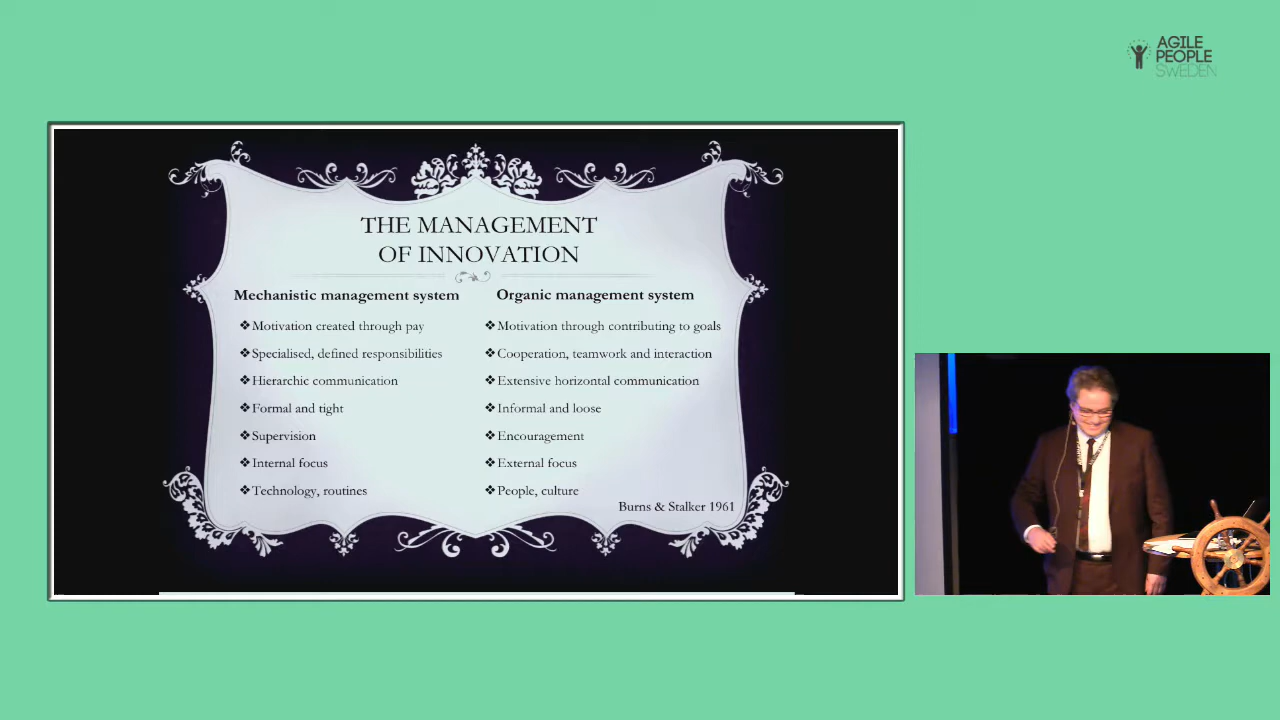 AGILE
PEOPLE
SWEDEN
THE MANAGEMENT
OF INNOVATION
Mechanistic management system
❖Motivation created through pay
❖Specialised, defined responsibilities
❖Hierarchic communication
❖Formal and tight
❖Supervision
❖Internal focus
❖Technology, routines
Organic management system
❖Motivation through contributing to goals
❖Cooperation, teamwork and interaction
❖Extensive horizontal communication
❖Informal and loose
❖Encouragement
❖External focus
❖People, culture
Burns & Stalker 1961